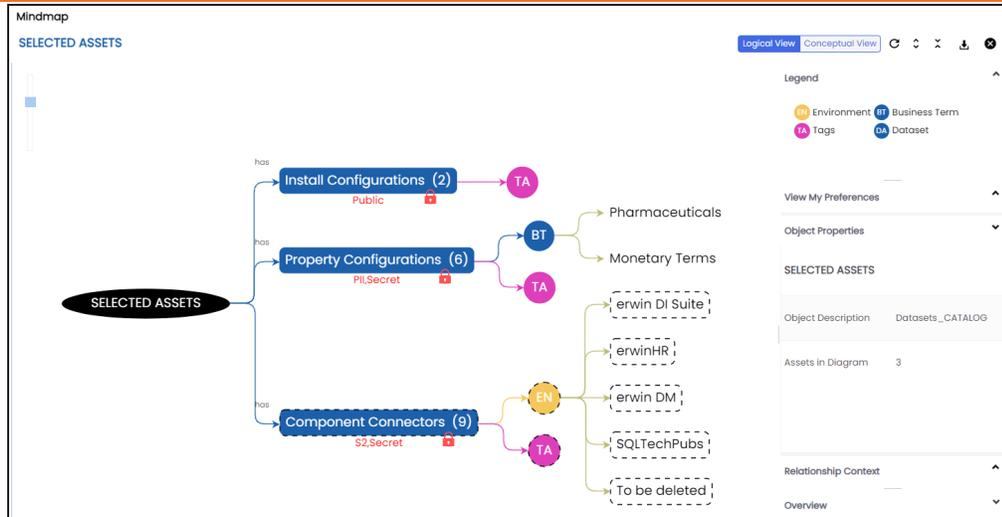 Mindmap
SELECTED ASSETS
Logical View Conceptual View
Legend
EN Environment BT Business Term
TA Tags DA Dataset
View My Preferences
Object Properties
SELECTED ASSETS
Object Description Datasets_CATALOG
Assets in Diagram 3
Relationship Context
Overview
SELECTED ASSETS
has
Install Configurations (2)
Public
TA
has
Property Configurations (6)
PII,Secret
BT
Pharmaceuticals
Monetary Terms
TA
has
Component Connectors (9)
S2,Secret
EN
erwin DI Suite
erwinHR
erwin DM
SQLTechPubs
To be deleted
TA